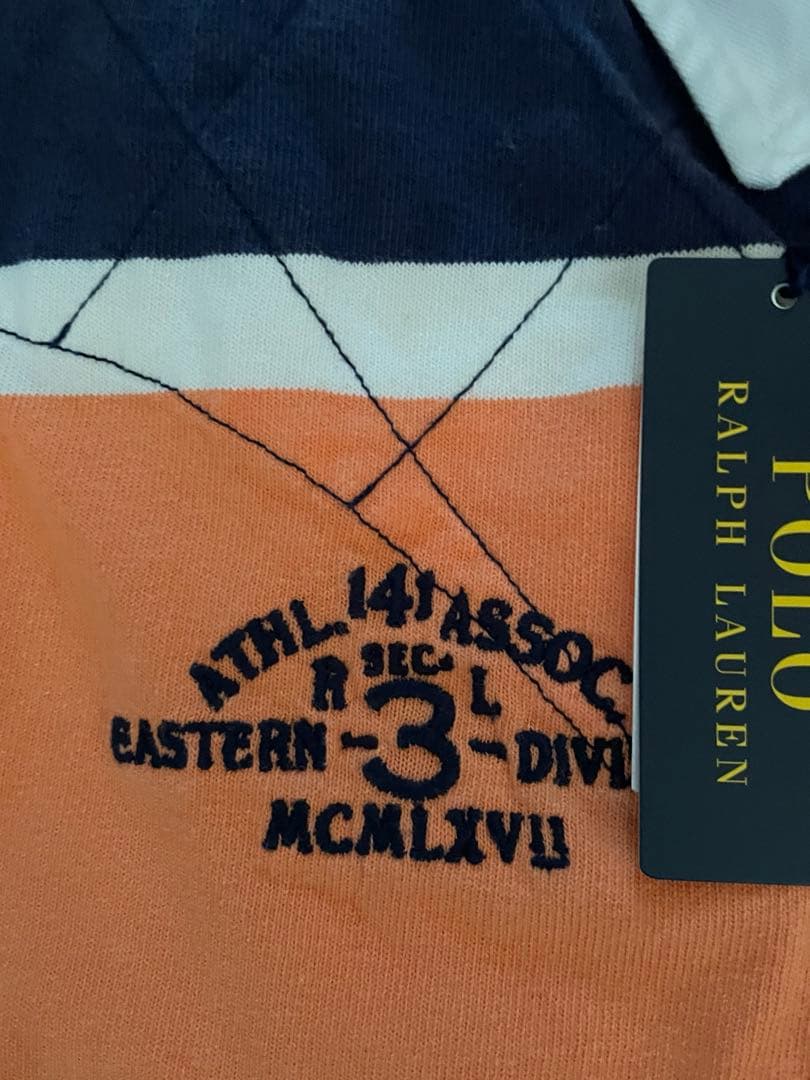 ATHL. 141 ASSOC.
R SEC. L
EASTERN -3- DIVI
MCMLXVII
POLO
RALPH LAUREN